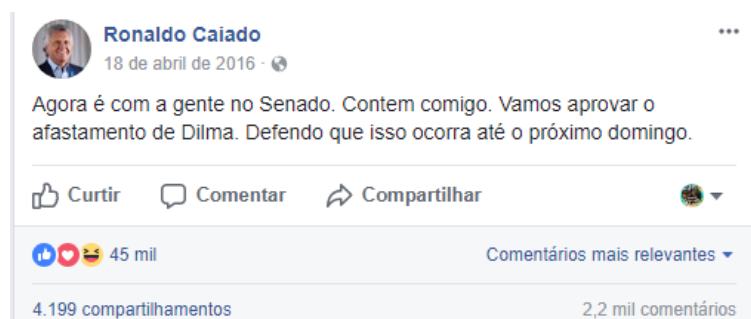 Ronaldo Caiado
18 de abril de 2016 ·
Agora é com a gente no Senado. Contem comigo. Vamos aprovar o
afastamento de Dilma. Defendo que isso ocorra até o próximo domingo.
Curtir Comentar Compartilhar
45 mil Comentários mais relevantes
4.199 compartilhamentos 2,2 mil comentários